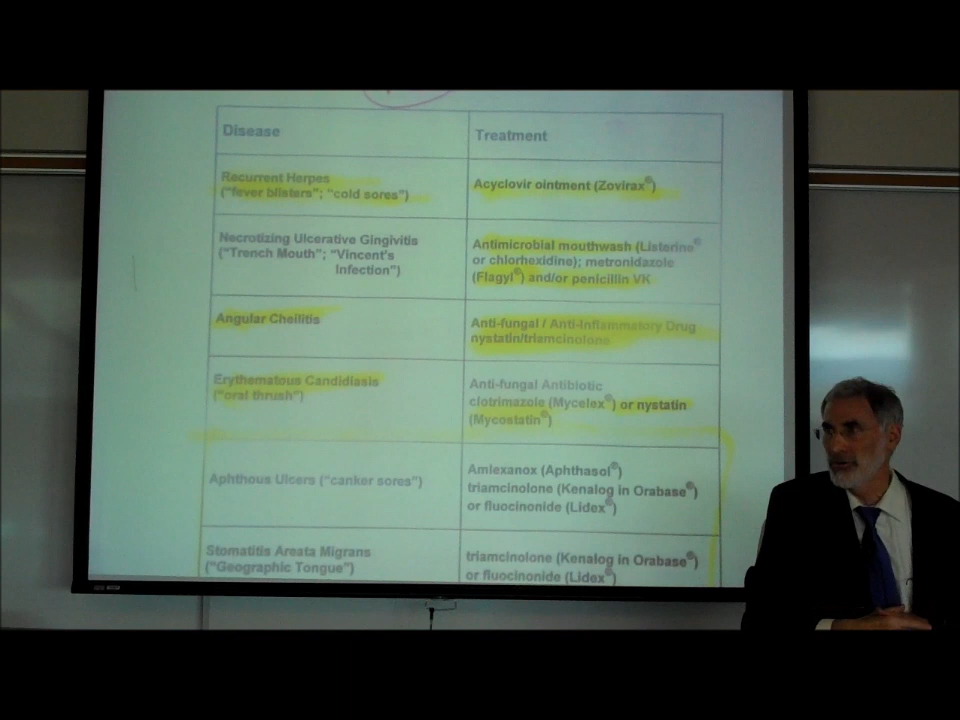 Disease
Treatment
Recurrent Herpes
("fever blisters"; "cold sores")
Acyclovir ointment (Zovirax®)
Necrotizing Ulcerative Gingivitis
("Trench Mouth"; "Vincent's
Infection")
Antimicrobial mouthwash (Listerine®
or chlorhexidine); metronidazole
(Flagyl®) and/or penicillin VK
Angular Cheilitis
Anti-fungal / Anti-Inflammatory Drug
nystatin/triamcinolone
Erythematous Candidiasis
("oral thrush")
Anti-fungal Antibiotic
clotrimazole (Mycelex®) or nystatin
(Mycostatin®)
Aphthous Ulcers ("canker sores")
Amlexanox (Aphthasol®)
triamcinolone (Kenalog in Orabase®)
or fluocinonide (Lidex®)
Stomatitis Areata Migrans
("Geographic Tongue")
triamcinolone (Kenalog in Orabase®)
or fluocinonide (Lidex®)